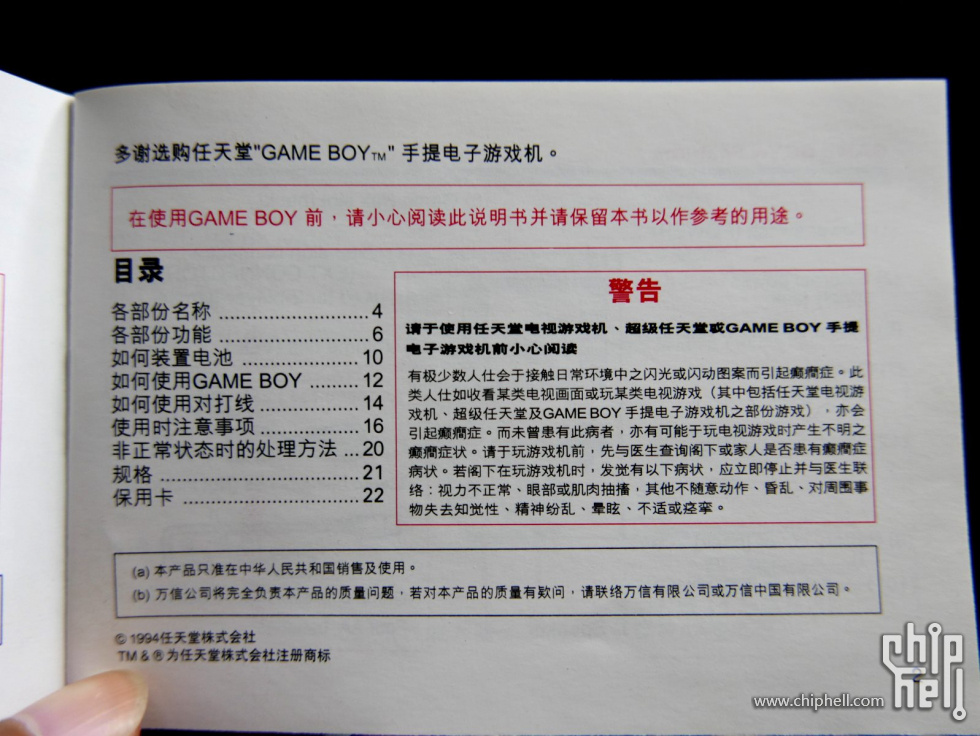 多谢选购任天堂"GAME BOY™" 手提电子游戏机。
在使用GAME BOY 前，请小心阅读此说明书并请保留本书以作参考的用途。
目录
各部份名称 ..............................4
各部份功能 ..............................6
如何装置电池 ......................10
如何使用GAME BOY .........12
如何使用对打线 ..................14
使用时注意事项 ..................16
非正常状态时的处理方法 ...20
规格 ....................................21
保用卡 ................................22
警告
请于使用任天堂电视游戏机、超级任天堂或GAME BOY 手提
电子游戏机前小心阅读
有极少数人仕会于接触日常环境中之闪光或闪动图案而引起癫癎症。此
类人仕如收看某类电视画面或玩某类电视游戏（其中包括任天堂电视游
戏机、超级任天堂及GAME BOY 手提电子游戏机之部份游戏），亦会
引起癫癎症。而未曾患有此病者，亦有可能于玩电视游戏时产生不明之
癫癎症状。请于玩游戏机前，先与医生查询阁下或家人是否患有癫癎症
病状。若阁下在玩游戏机时，发觉有以下病状，应立即停止并与医生联
络：视力不正常、眼部或肌肉抽搐，其他不随意动作、昏乱、对周围事
物失去知觉性、精神纷乱、晕眩、不适或痉挛。
(a) 本产品只准在中华人民共和国销售及使用。
(b) 万信公司将完全负责本产品的质量问题，若对本产品的质量有疑问，请联络万信有限公司或万信中国有限公司。
© 1994任天堂株式会社
TM & ® 为任天堂株式会社注册商标
2
www.chiphell.com
chip
hell